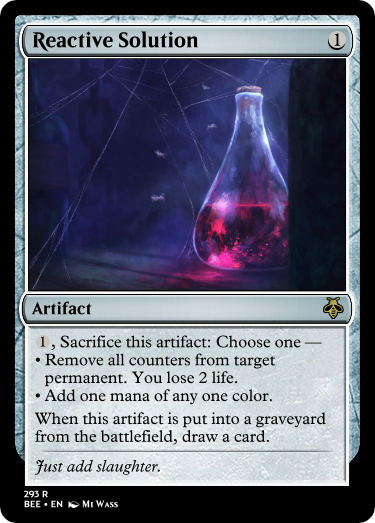 Reactive Solution 1
Artifact
1, Sacrifice this artifact: Choose one —
• Remove all counters from target
permanent. You lose 2 life.
• Add one mana of any one color.
When this artifact is put into a graveyard
from the battlefield, draw a card.
Just add slaughter.
293 R
BEE • EN Mi Wass